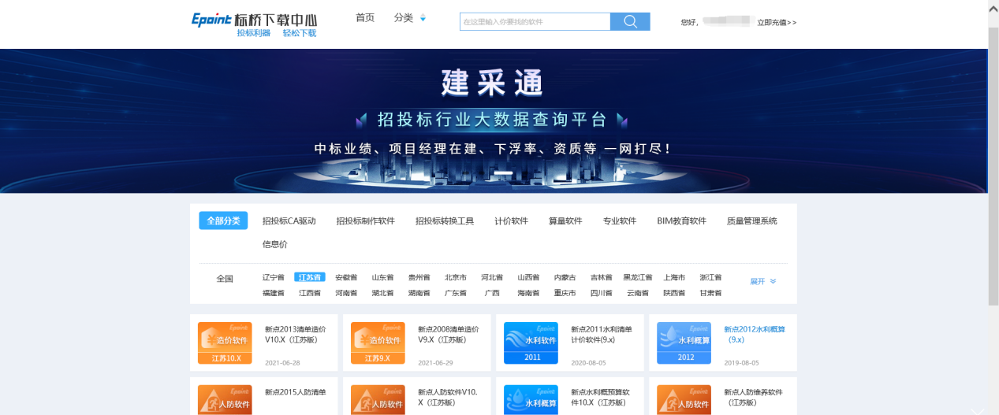 Epoint 标桥下载中心
投标利器 轻松下载
首页 分类
在这里输入你要找的软件
您好, 立即充值>>
建采通
招投标行业大数据查询平台
中标业绩、项目经理在建、下浮率、资质等 一网打尽！
全部分类 招投标CA驱动 招投标制作软件 招投标转换工具 计价软件 算量软件 专业软件 BIM教育软件 质量管理系统
信息价
全国
辽宁省 江苏省 安徽省 山东省 贵州省 北京市 河北省 山西省 内蒙古 吉林省 黑龙江省 上海市 浙江省
展开
福建省 江西省 河南省 湖北省 湖南省 广东省 广西 海南省 重庆市 四川省 云南省 陕西省 甘肃省
Epoint
造价软件
江苏10.X
新点2013清单造价
V10.X（江苏版）
2021-06-28
Epoint
造价软件
江苏9.X
新点2008清单造价
V9.X（江苏版）
2021-06-29
Epoint
水利软件
2011
新点2011水利清单
计价软件(9.x)
2020-08-05
Epoint
水利概算
2012
新点2012水利概算
（9.x）
2019-08-05
Epoint
人防软件
新点2015人防清单
Epoint
人防软件
新点人防软件V10.
X（江苏版）
Epoint
水利概算
新点水利概预算软
件10.X（江苏版）
Epoint
人防软件
新点人防维养软件
（江苏版）